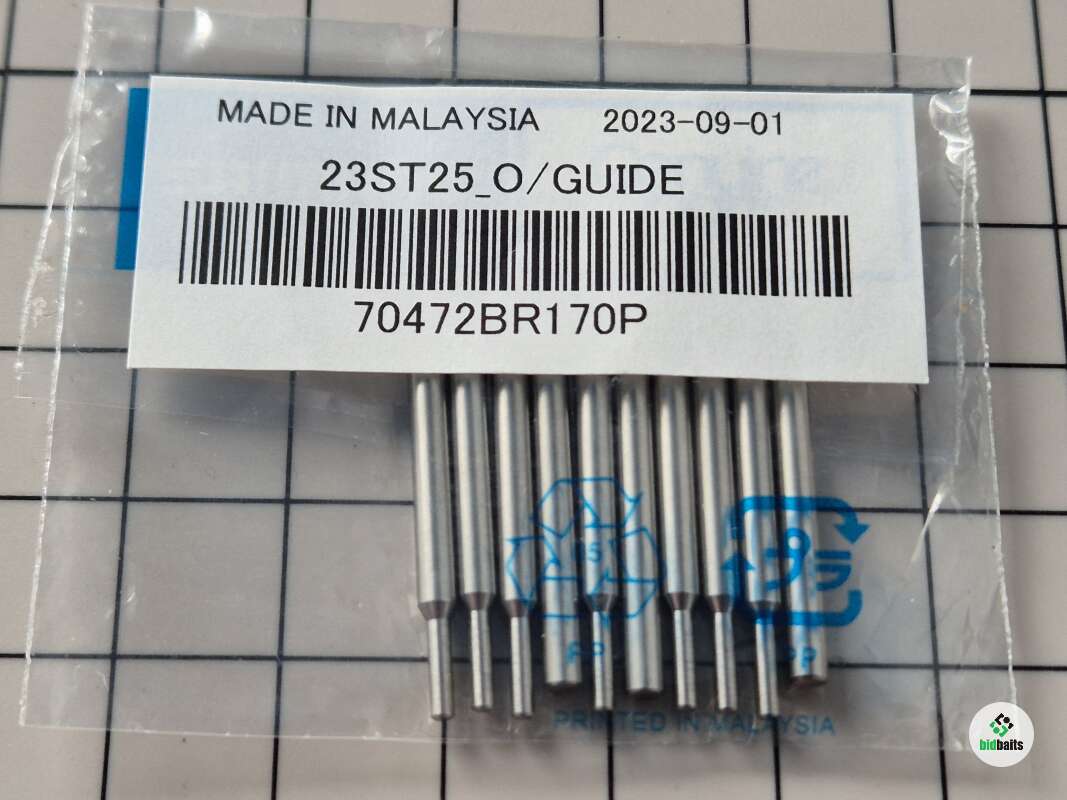 MADE IN MALAYSIA 2023-09-01
23ST25_O/GUIDE
70472BR170P
PP
PP
PRINTED IN MALAYSIA
bidbaits